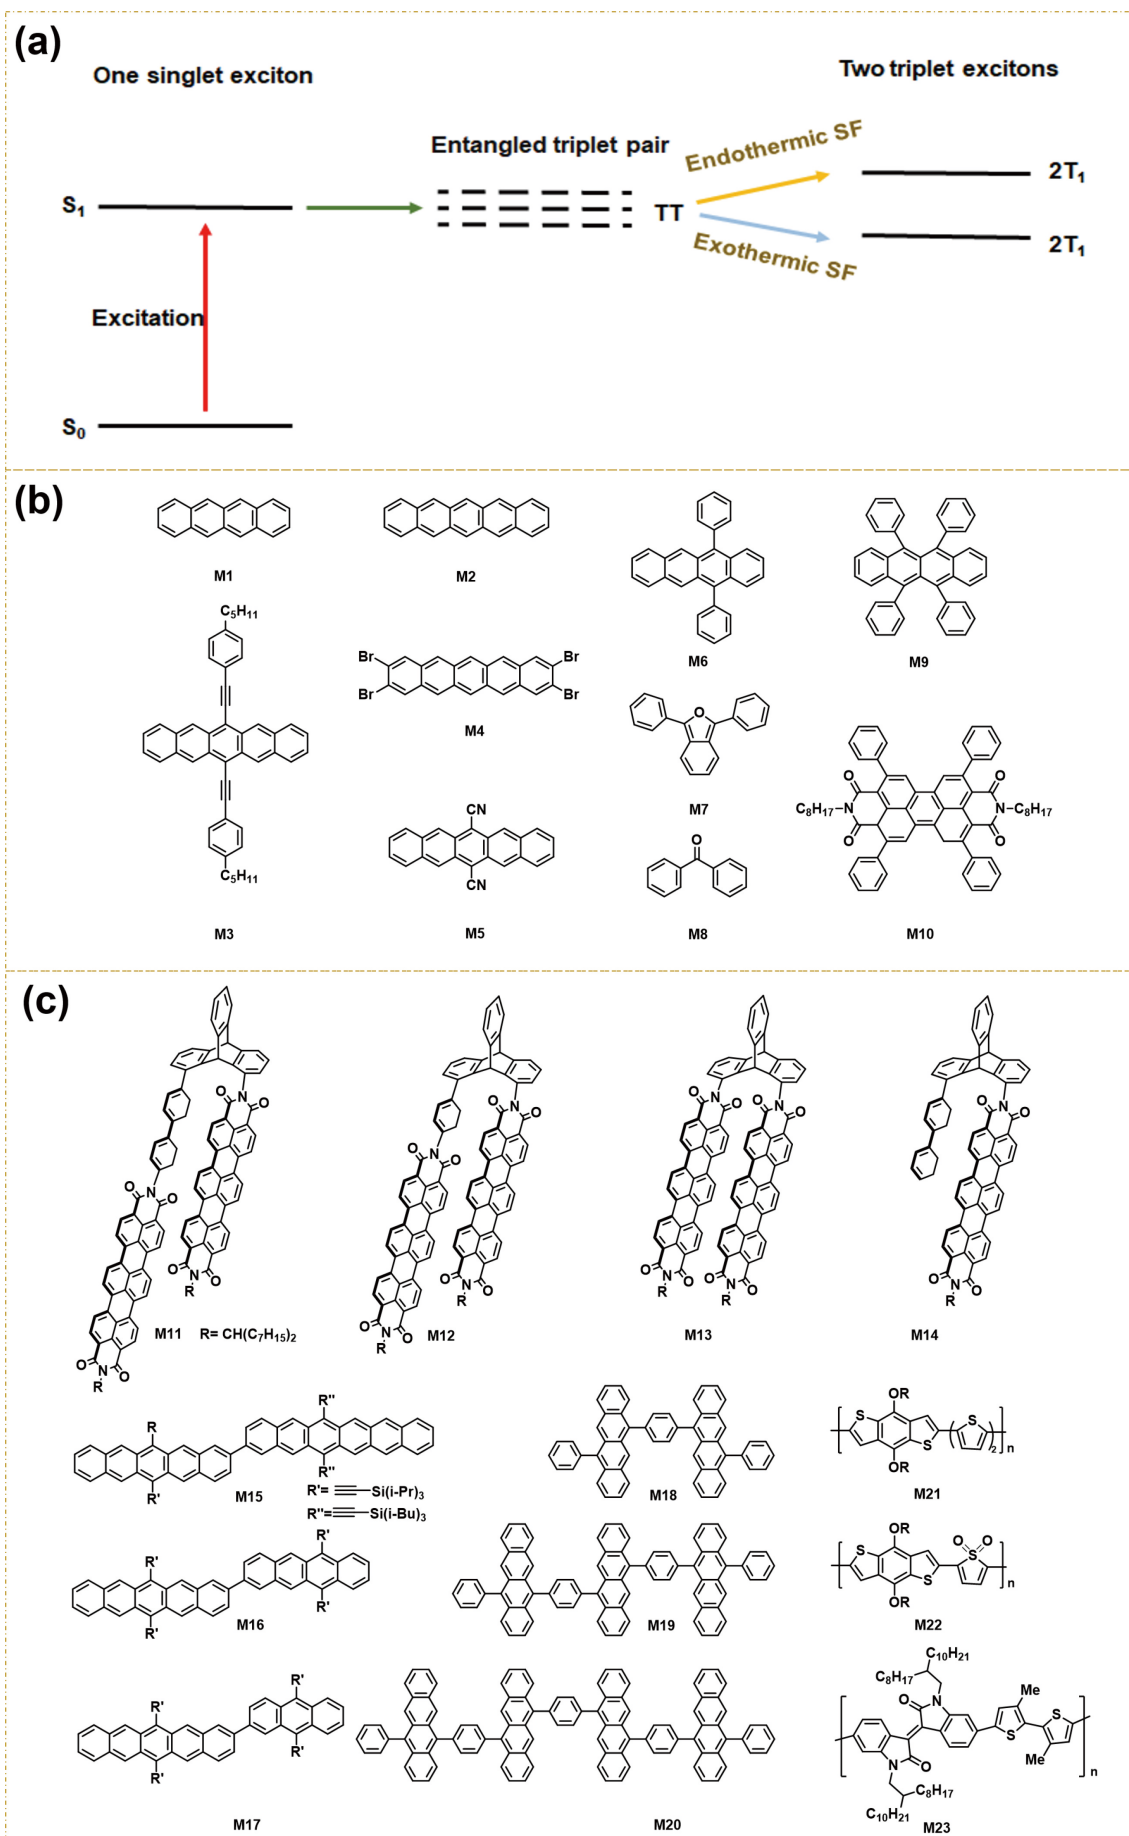 (a)
One singlet exciton
Two triplet excitons
Entangled triplet pair
Endothermic SF
2T₁
S₁
TT
Exothermic SF
2T₁
Excitation
S₀
(b)
M1
M2
M6
M9
C₅H₁₁
C₅H₁₁
M3
Br
Br
Br
Br
M4
CN
CN
M5
O
M7
O
M8
O
O
C₈H₁₇
N
N
C₈H₁₇
O
O
M10
(c)
N
O
O
N
O
O
O
O
N
R
O
O
N
R
M11
R= CH(C₇H₁₅)₂
N
O
O
N
O
O
O
O
N
R
O
O
N
R
M12
N
N
O
O
O
O
O
O
N
R
O
O
N
R
M13
N
O
O
O
O
N
R
M14
R
R'
R"
R"
M15
R'=
Si(i-Pr)₃
R"=
Si(i-Bu)₃
M18
OR
S
S
OR
S
2
n
M21
R'
R'
R'
R'
M16
M19
OR
S
S
OR
O
O
S
n
M22
R'
R'
R'
R'
M17
M20
C₁₀H₂₁
C₈H₁₇
N
O
Me
S
S
Me
O
N
C₈H₁₇
C₁₀H₂₁
n
M23